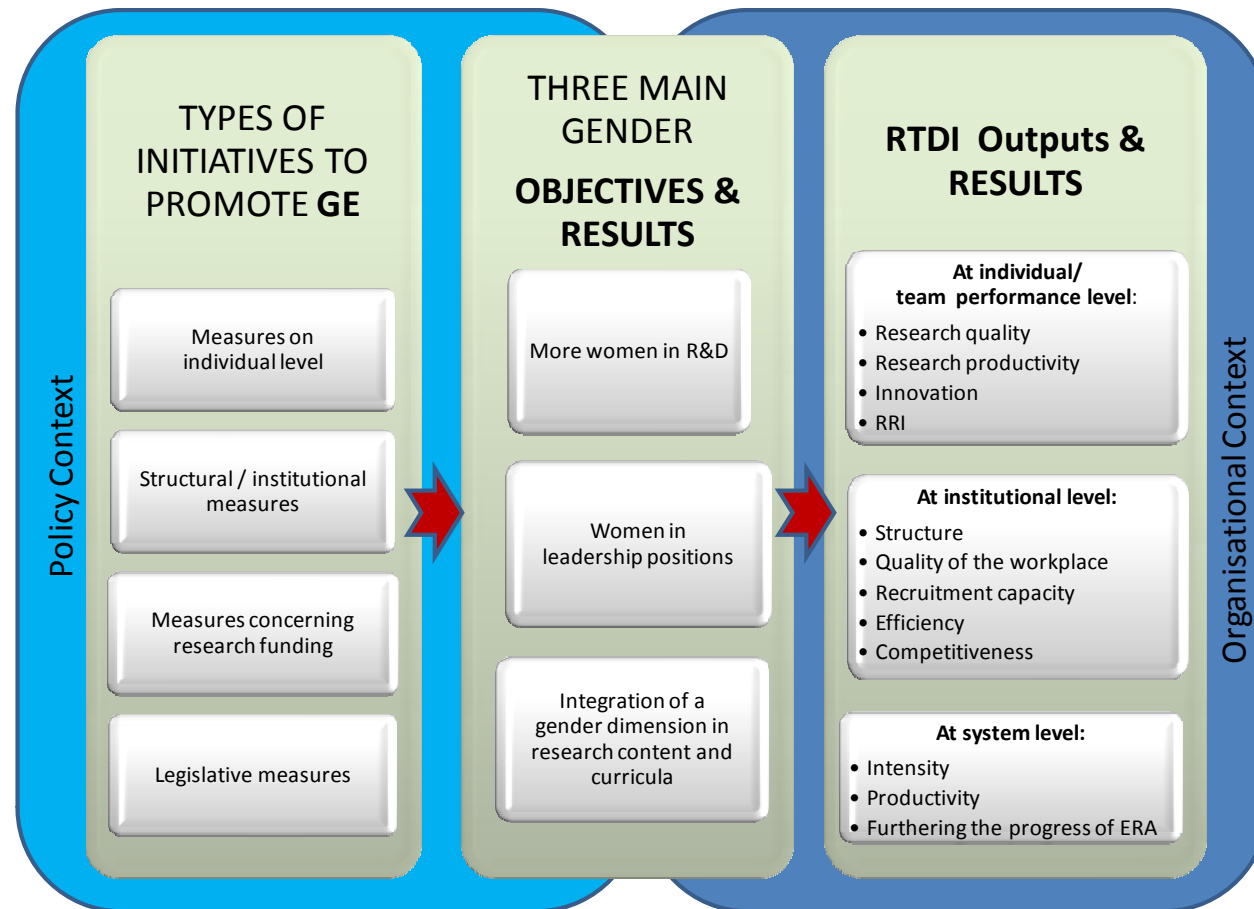 Policy Context
TYPES OF
INITIATIVES TO
PROMOTE GE
Measures on
individual level
Structural / institutional
measures
Measures concerning
research funding
Legislative measures
THREE MAIN
GENDER
OBJECTIVES &
RESULTS
More women in R&D
Women in
leadership positions
Integration of a
gender dimension in
research content and
curricula
RTDI Outputs &
RESULTS
At individual/
team performance level:
• Research quality
• Research productivity
• Innovation
• RRI
At institutional level:
• Structure
• Quality of the workplace
• Recruitment capacity
• Efficiency
• Competitiveness
At system level:
• Intensity
• Productivity
• Furthering the progress of ERA
Organisational Context